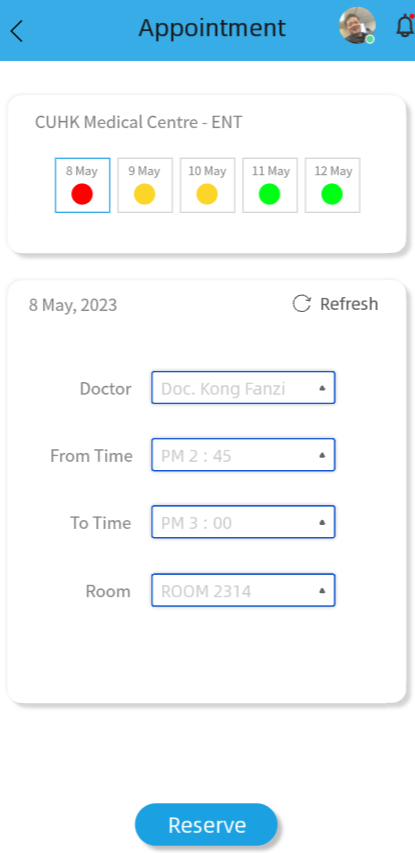 Appointment
CUHK Medical Centre - ENT
8 May 9 May 10 May 11 May 12 May
8 May, 2023 Refresh
Doctor Doc. Kong Fanzi
From Time PM 2 : 45
To Time PM 3 : 00
Room ROOM 2314
Reserve